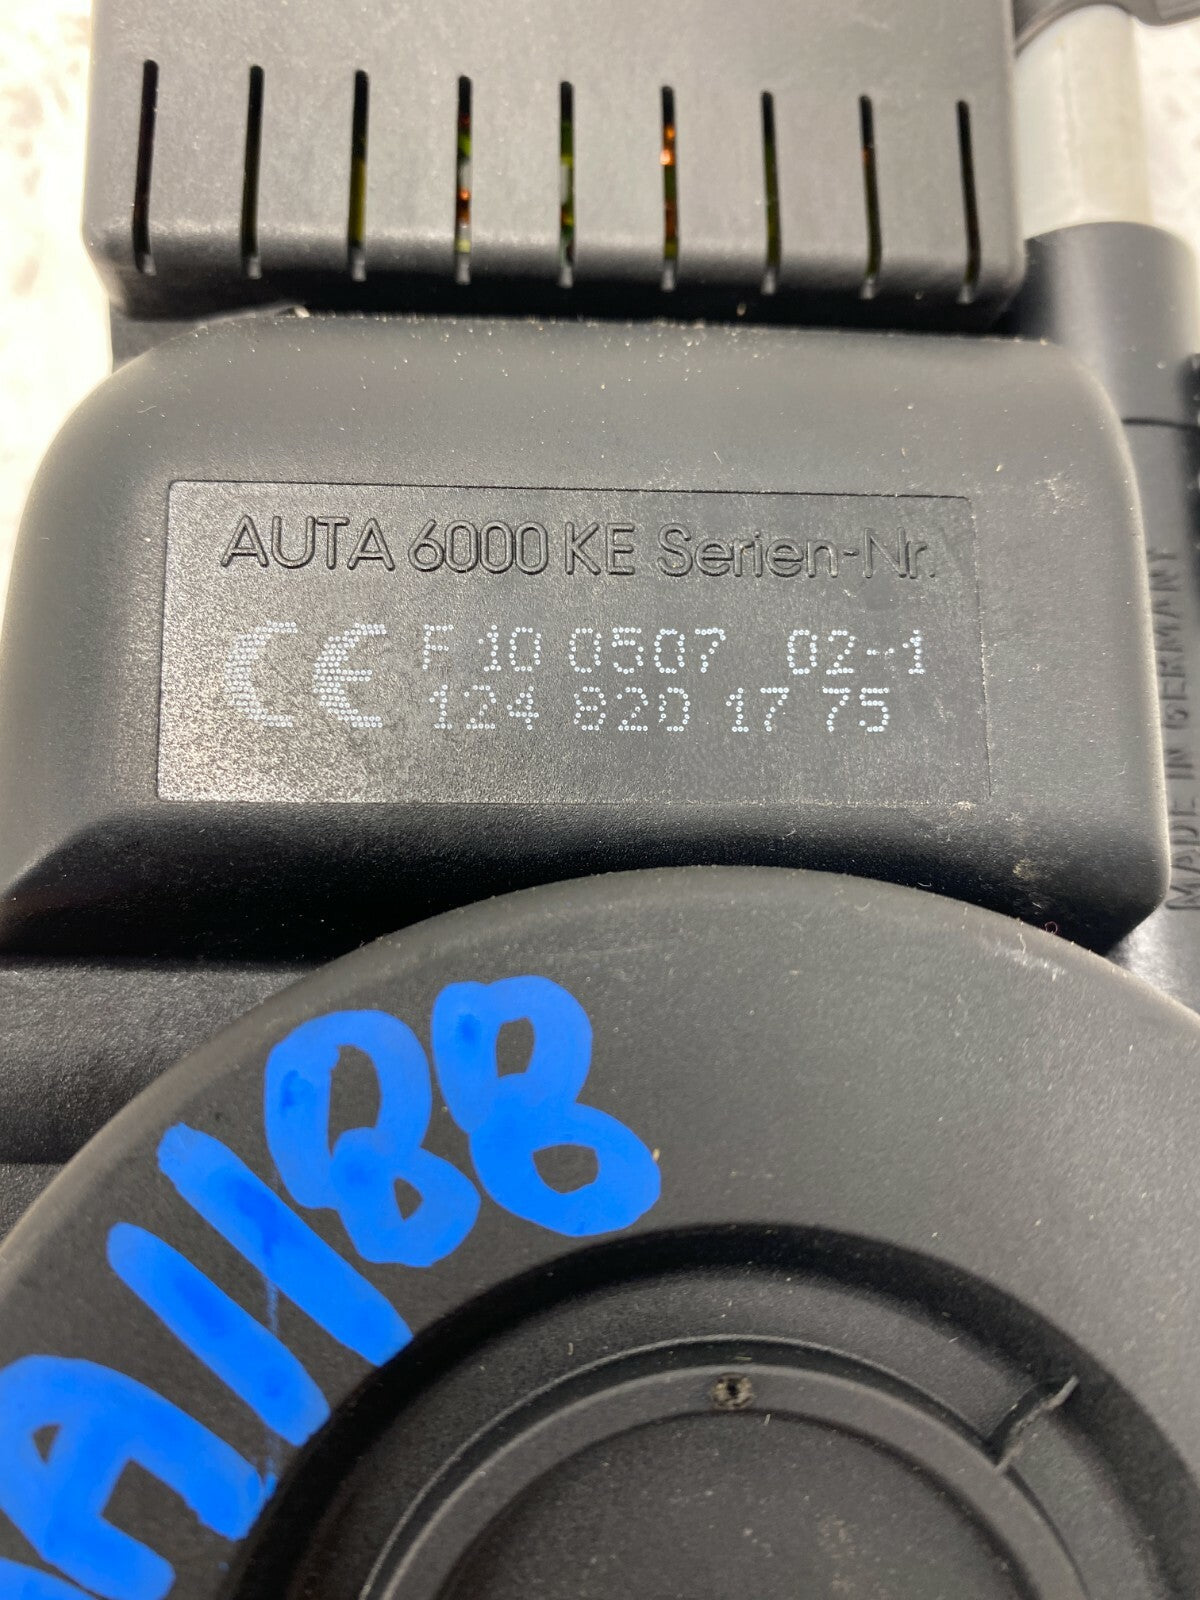 AUTA 6000 KE Serien-Nr.
CE F 10 0507 02-1
124 820 17 75
MADE IN GERMANY
A1188